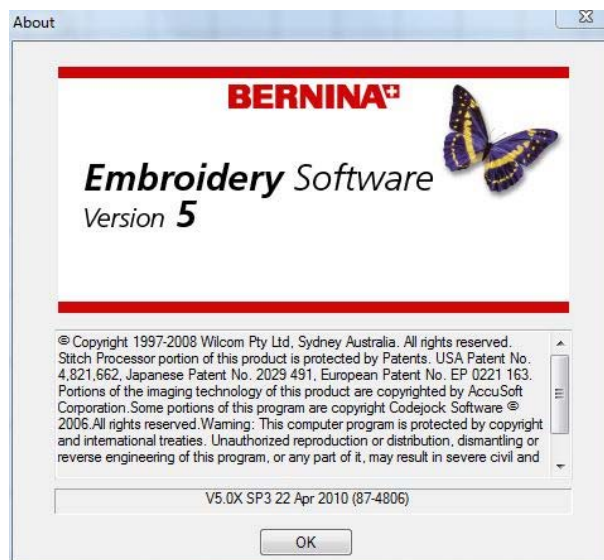 About
BERNINA
Embroidery Software
Version 5
© Copyright 1997-2008 Wilcom Pty Ltd, Sydney Australia. All rights reserved.
Stitch Processor portion of this product is protected by Patents. USA Patent No.
4,821,662, Japanese Patent No. 2029 491, European Patent No. EP 0221 163.
Portions of the imaging technology of this product are copyrighted by AccuSoft
Corporation.Some portions of this program are copyright Codejock Software ©
2006.All rights reserved.Warning: This computer program is protected by copyright
and international treaties. Unauthorized reproduction or distribution, dismantling or
reverse engineering of this program, or any part of it, may result in severe civil and
V5.0X SP3 22 Apr 2010 (87-4806)
OK